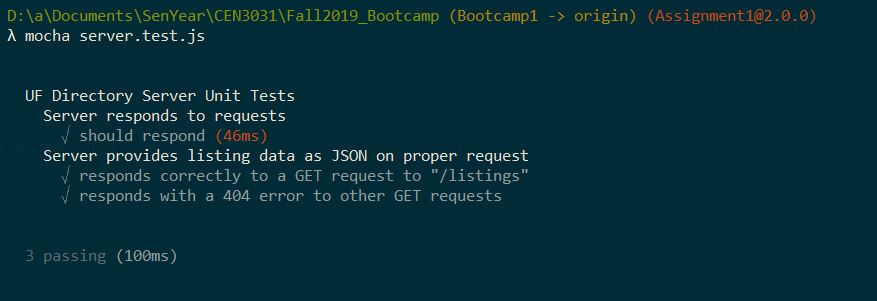 D:\a\Documents\SenYear\CEN3031\Fall2019_Bootcamp (Bootcamp1 -> origin) (Assignment1@2.0.0)
λ mocha server.test.js
UF Directory Server Unit Tests
Server responds to requests
√ should respond (46ms)
Server provides listing data as JSON on proper request
√ responds correctly to a GET request to "/listings"
√ responds with a 404 error to other GET requests
3 passing (100ms)